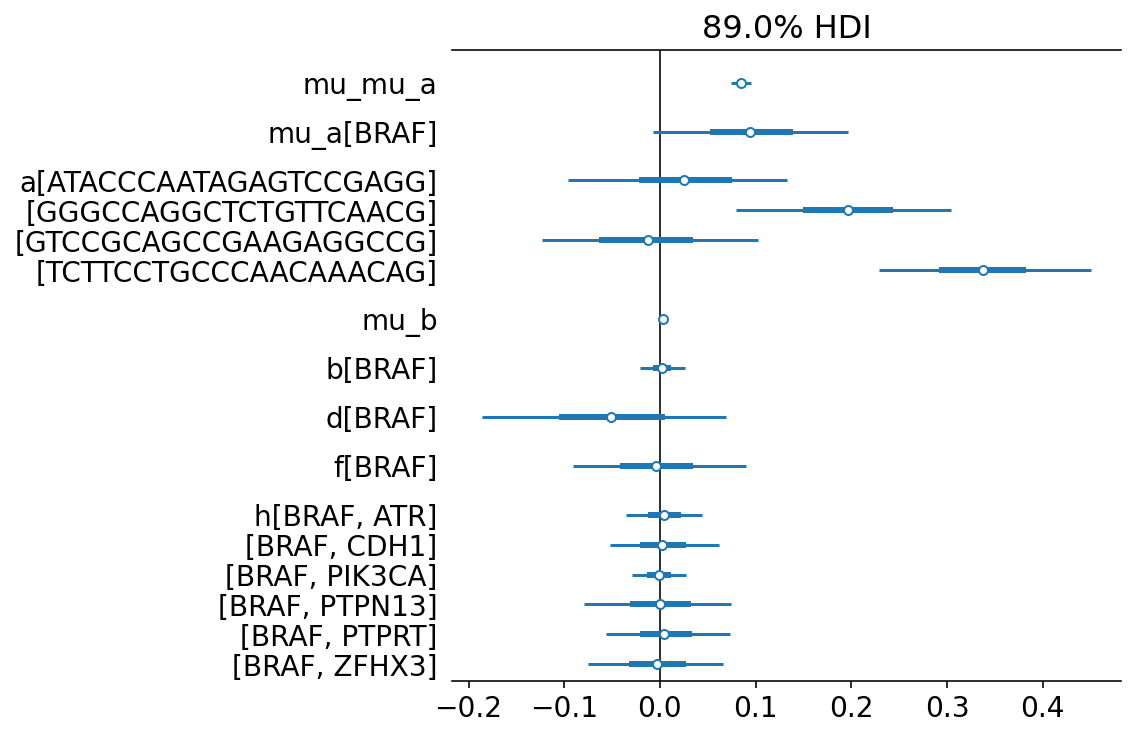 89.0% HDI
mu_mu_a
mu_a[BRAF]
a[ATACCCAATAGAGTCCGAGG]
[GGGCCAGGCTCTGTTCAACG]
[GTCCGCAGCCGAAGAGGCCG]
[TCTTCCTGCCCAACAAACAG]
mu_b
b[BRAF]
d[BRAF]
f[BRAF]
h[BRAF, ATR]
[BRAF, CDH1]
[BRAF, PIK3CA]
[BRAF, PTPN13]
[BRAF, PTPRT]
[BRAF, ZFHX3]
−0.2 −0.1 0.0 0.1 0.2 0.3 0.4